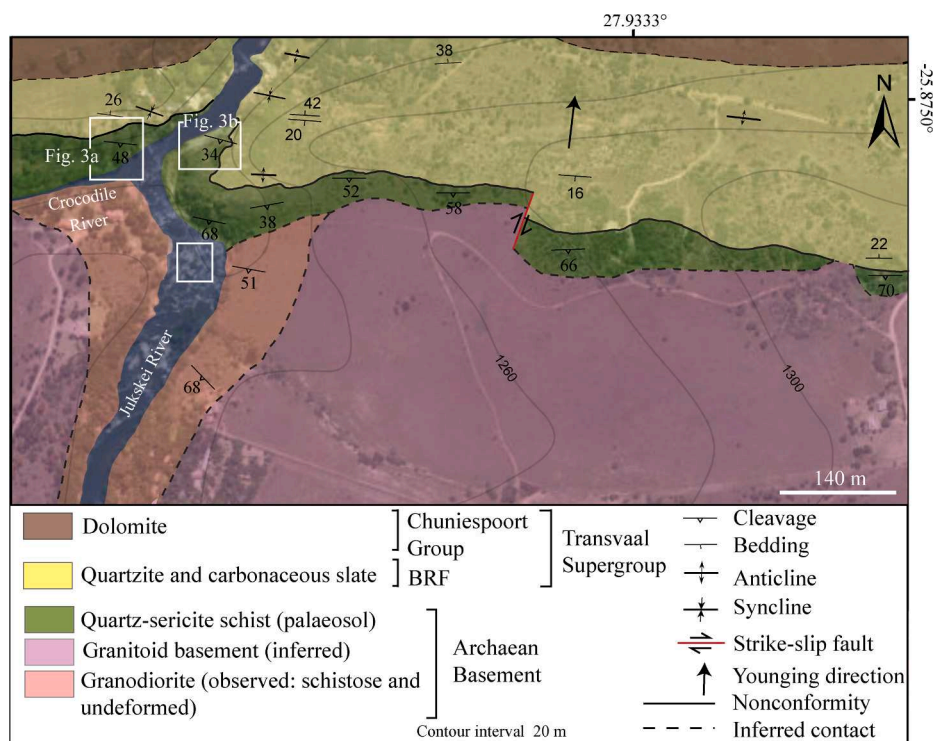 27.9333°
-25.8750°
N
38
26
42
20
Fig. 3b
Fig. 3a
48
34
16
52
58
Crocodile
River
68
38
22
66
51
70
68
Jukskei River
1260
1300
140 m
Dolomite
Chuniespoort
Group
Transvaal
Supergroup
Quartzite and carbonaceous slate
BRF
Quartz-sericite schist (palaeosol)
Granitoid basement (inferred)
Granodiorite (observed: schistose and
undeformed)
Archaean
Basement
Contour interval 20 m
Cleavage
Bedding
Anticline
Syncline
Strike-slip fault
Younging direction
Nonconformity
Inferred contact